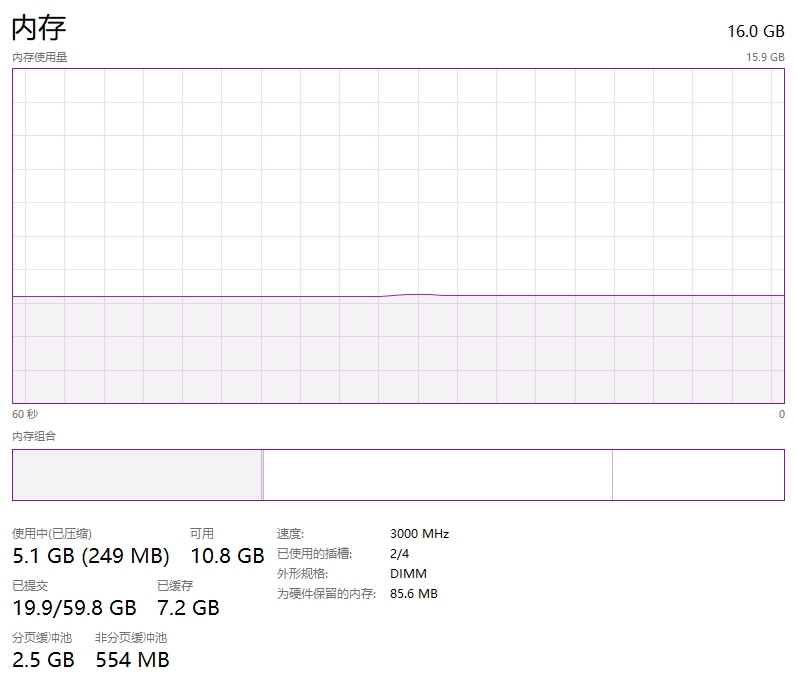 内存 16.0 GB
内存使用量 15.9 GB
60 秒 0
内存组合
使用中(已压缩) 可用
5.1 GB (249 MB) 10.8 GB
已提交 已缓存
19.9/59.8 GB 7.2 GB
分页缓冲池 非分页缓冲池
2.5 GB 554 MB
速度: 3000 MHz
已使用的插槽: 2/4
外形规格: DIMM
为硬件保留的内存: 85.6 MB